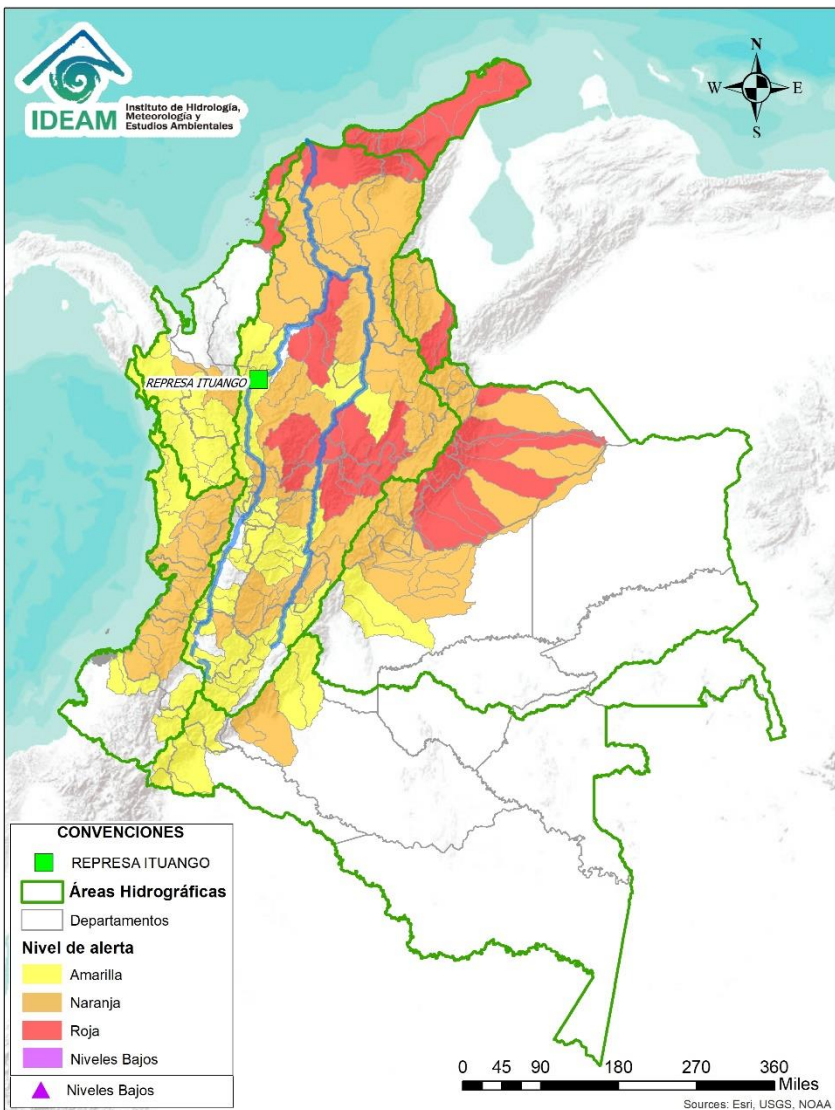 IDEAM
Instituto de Hidrología,
Meteorología y
Estudios Ambientales
N
W
E
S
REPRESA ITUANGO
CONVENCIONES
REPRESA ITUANGO
Áreas Hidrográficas
Departamentos
Nivel de alerta
Amarilla
Naranja
Roja
Niveles Bajos
Niveles Bajos
0 45 90 180 270 360
Miles
Sources: Esri, USGS, NOAA